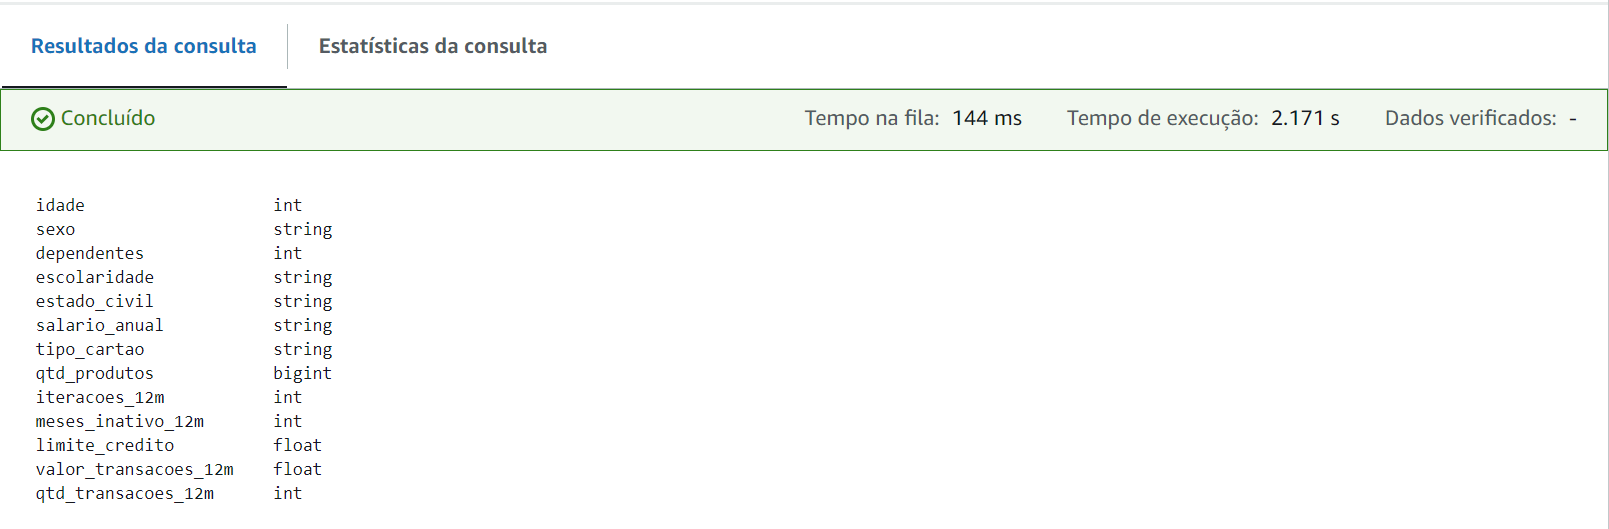 Resultados da consulta Estatísticas da consulta
Concluído Tempo na fila: 144 ms Tempo de execução: 2.171 s Dados verificados: -
idade int
sexo string
dependentes int
escolaridade string
estado_civil string
salario_anual string
tipo_cartao string
qtd_produtos bigint
iteracoes_12m int
meses_inativo_12m int
limite_credito float
valor_transacoes_12m float
qtd_transacoes_12m int